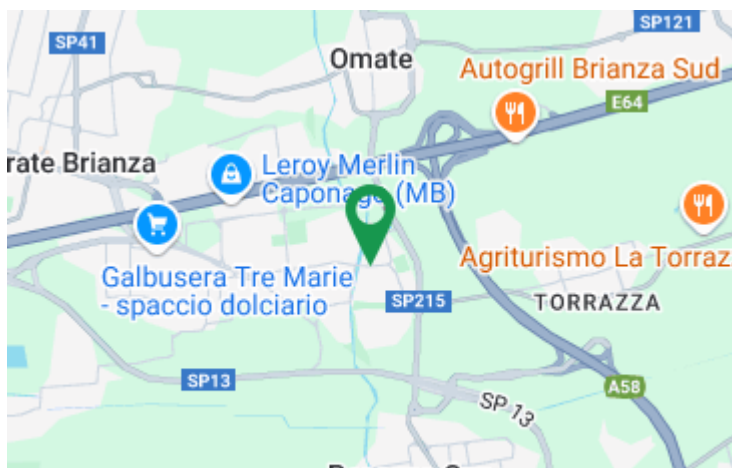 SP121
SP41
Omate
Autogrill Brianza Sud
E64
rate Brianza
Leroy Merlin
Caponago (MB)
Agriturismo La Torraz
Galbusera Tre Marie
- spaccio dolciario
SP215
TORRAZZA
SP13
A58
SP 13